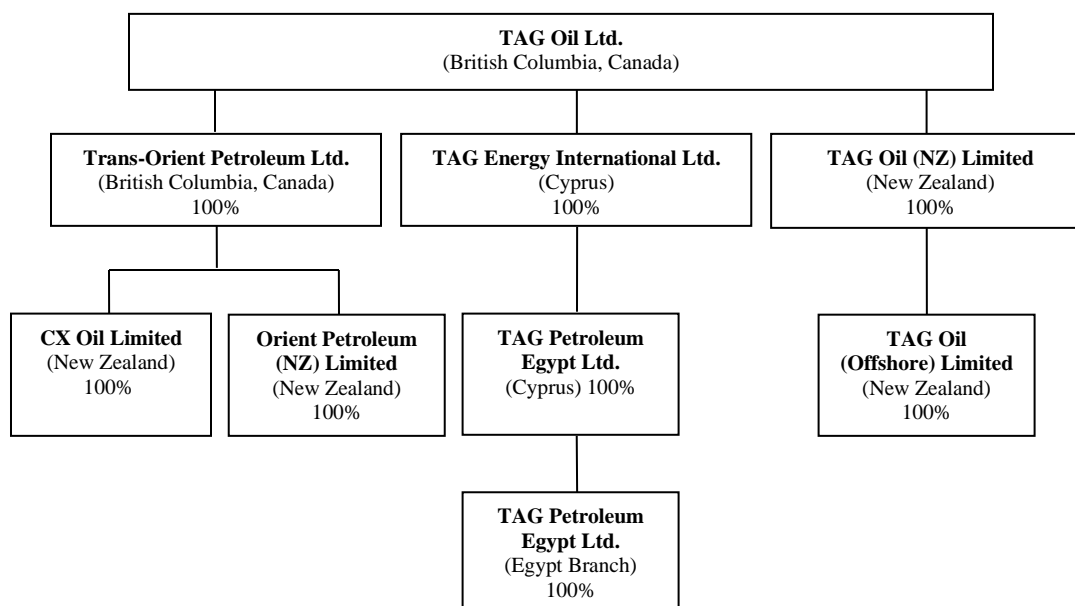 TAG Oil Ltd.
(British Columbia, Canada)
Trans-Orient Petroleum Ltd.
(British Columbia, Canada)
100%
TAG Energy International Ltd.
(Cyprus)
100%
TAG Oil (NZ) Limited
(New Zealand)
100%
CX Oil Limited
(New Zealand)
100%
Orient Petroleum
(NZ) Limited
(New Zealand)
100%
TAG Petroleum
Egypt Ltd.
(Cyprus) 100%
TAG Oil
(Offshore) Limited
(New Zealand)
100%
TAG Petroleum
Egypt Ltd.
(Egypt Branch)
100%